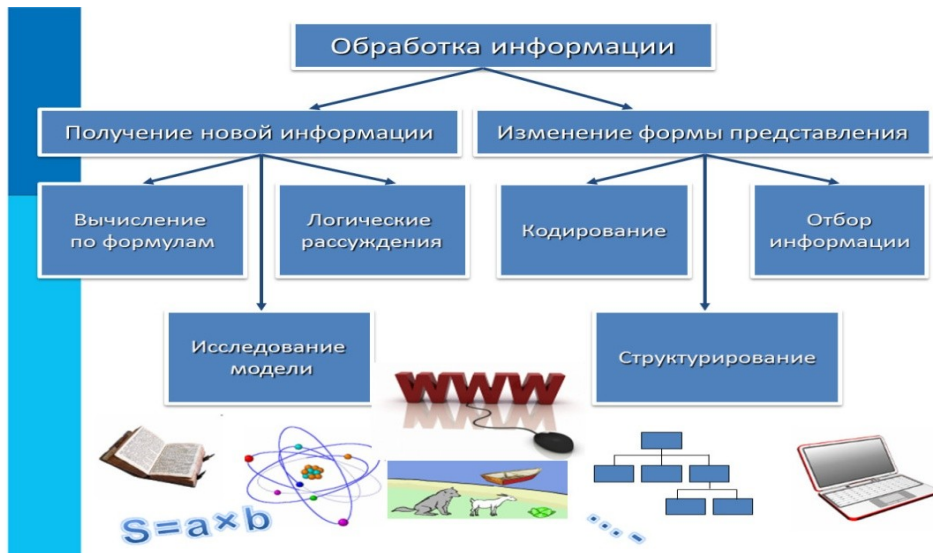 Обработка информации
Получение новой информации
Изменение формы представления
Вычисление
по формулам
Логические
рассуждения
Кодирование
Отбор
информации
Исследование
модели
Структурирование
WWW
S=a×b
...-